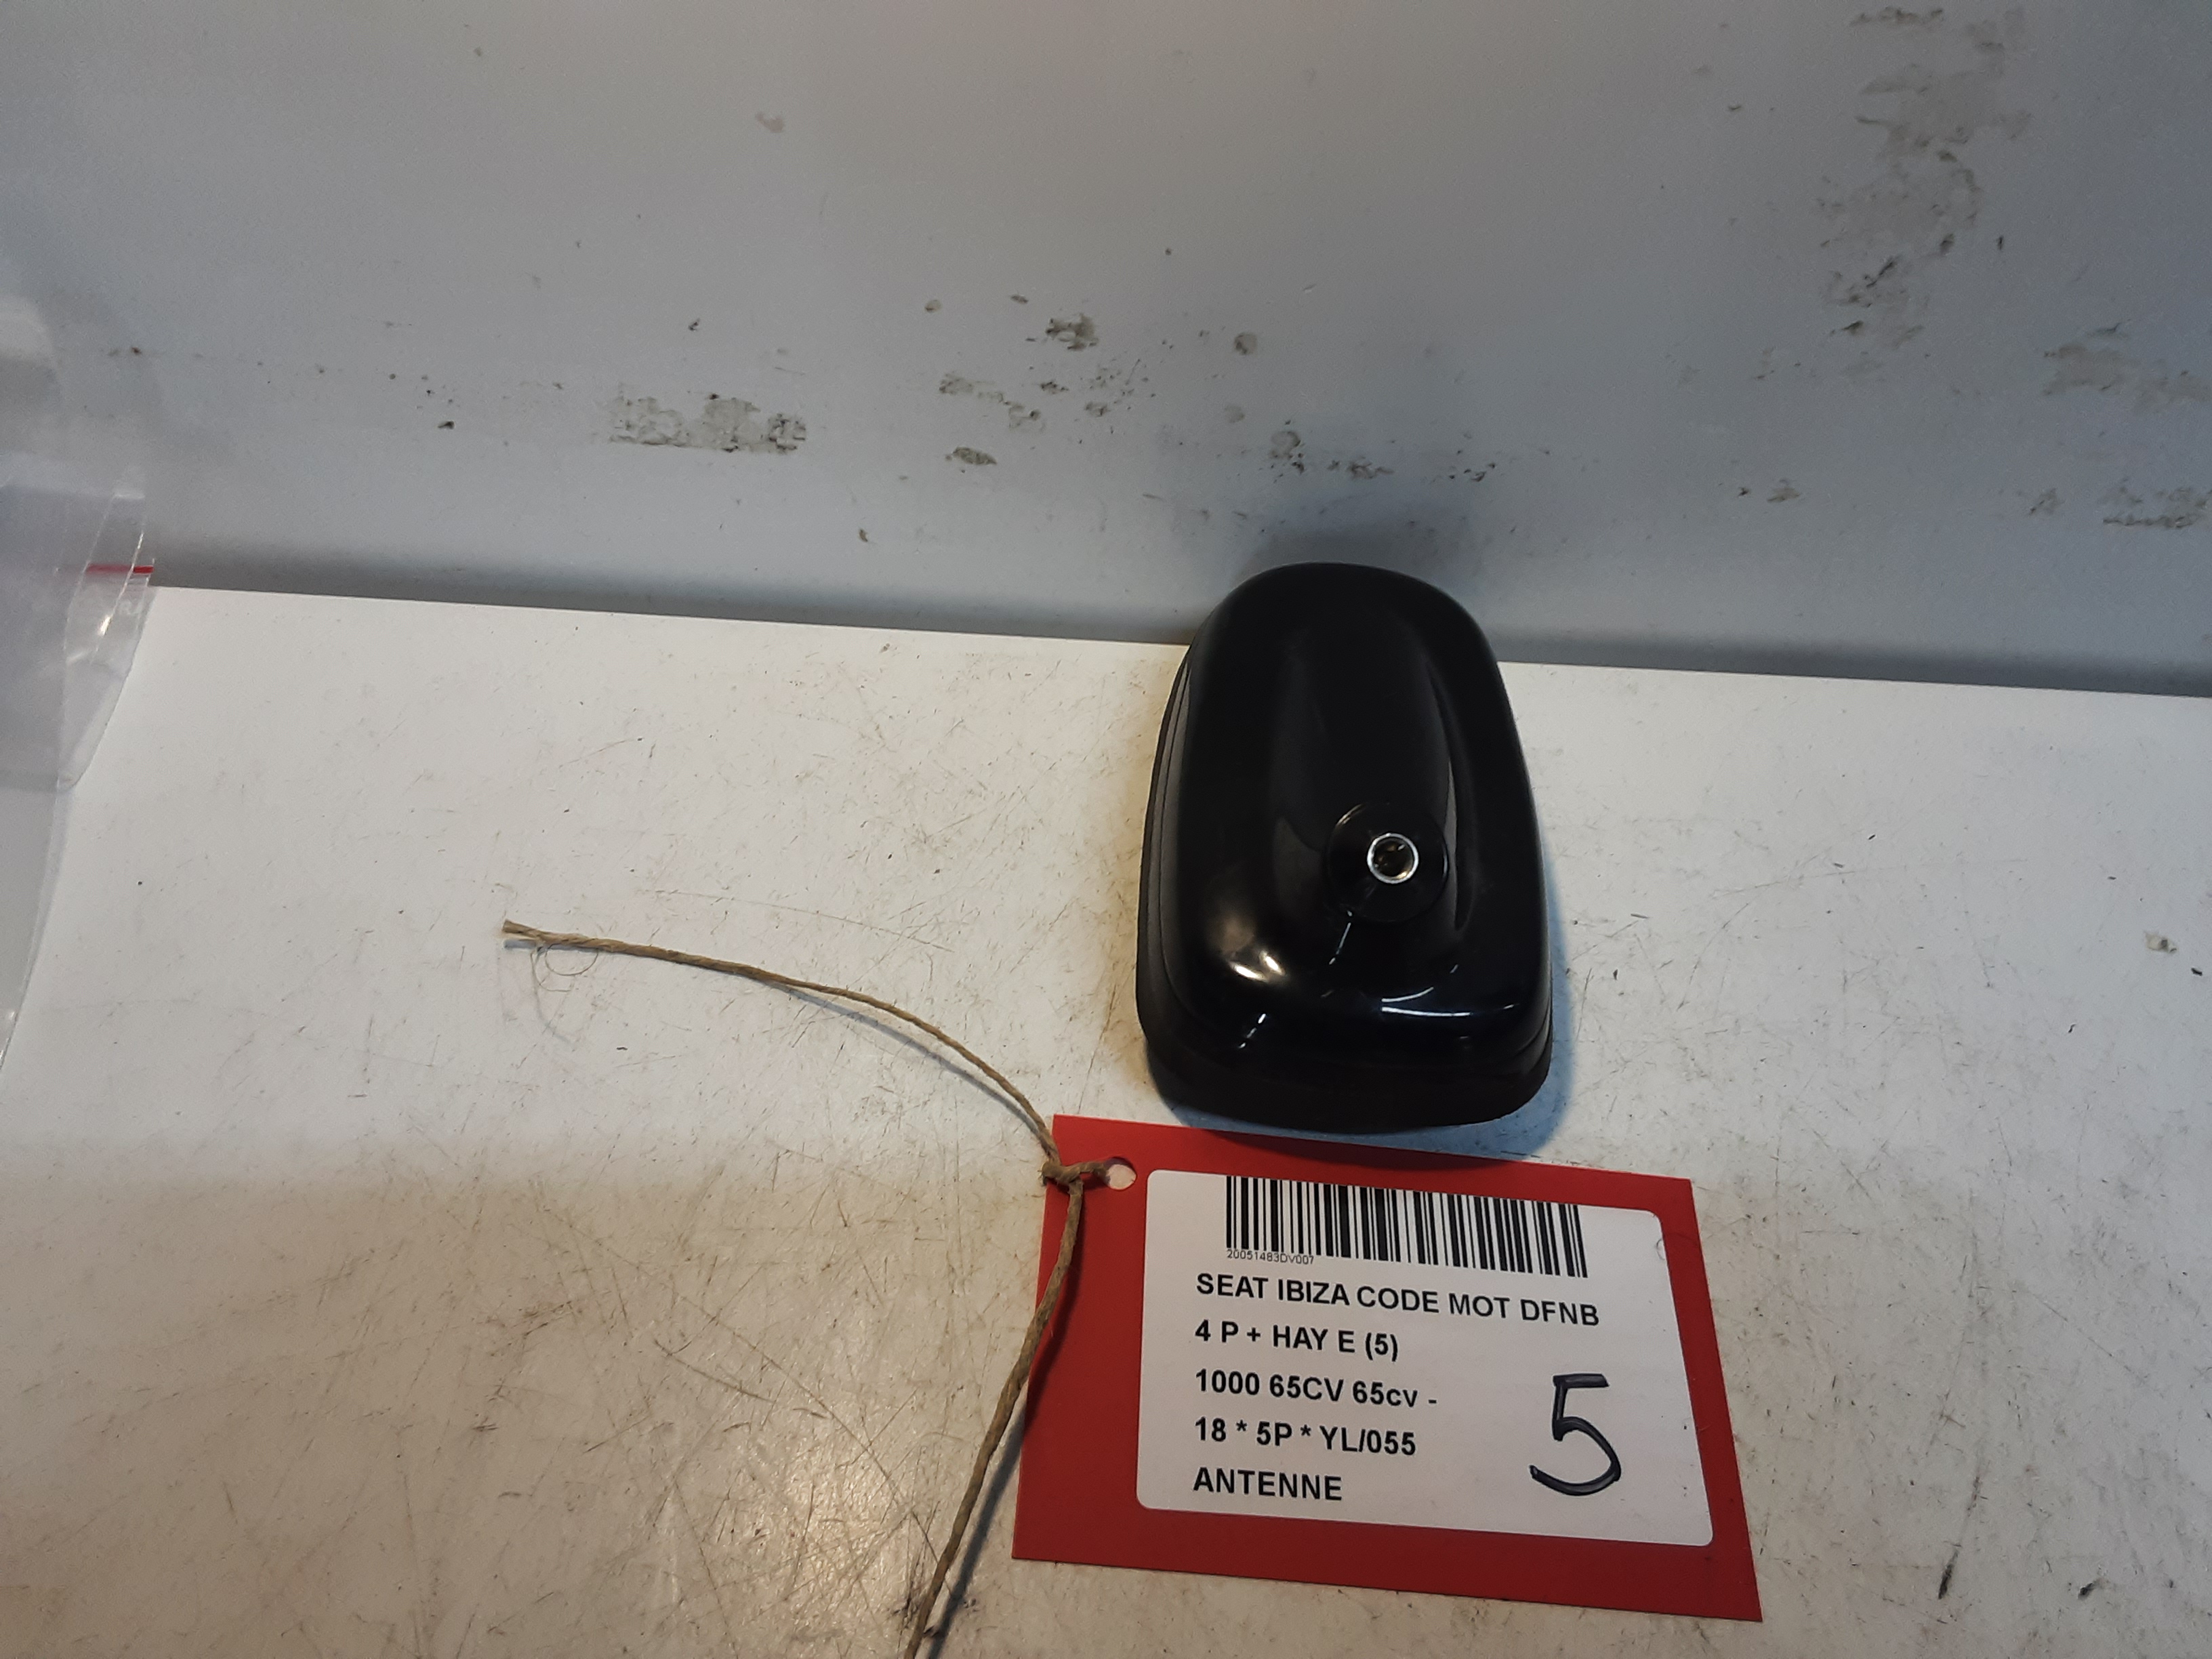 20051483DV007
SEAT IBIZA CODE MOT DFNB
4 P + HAY E (5)
1000 65CV 65cv -
18 * 5P * YL/055
ANTENNE
5